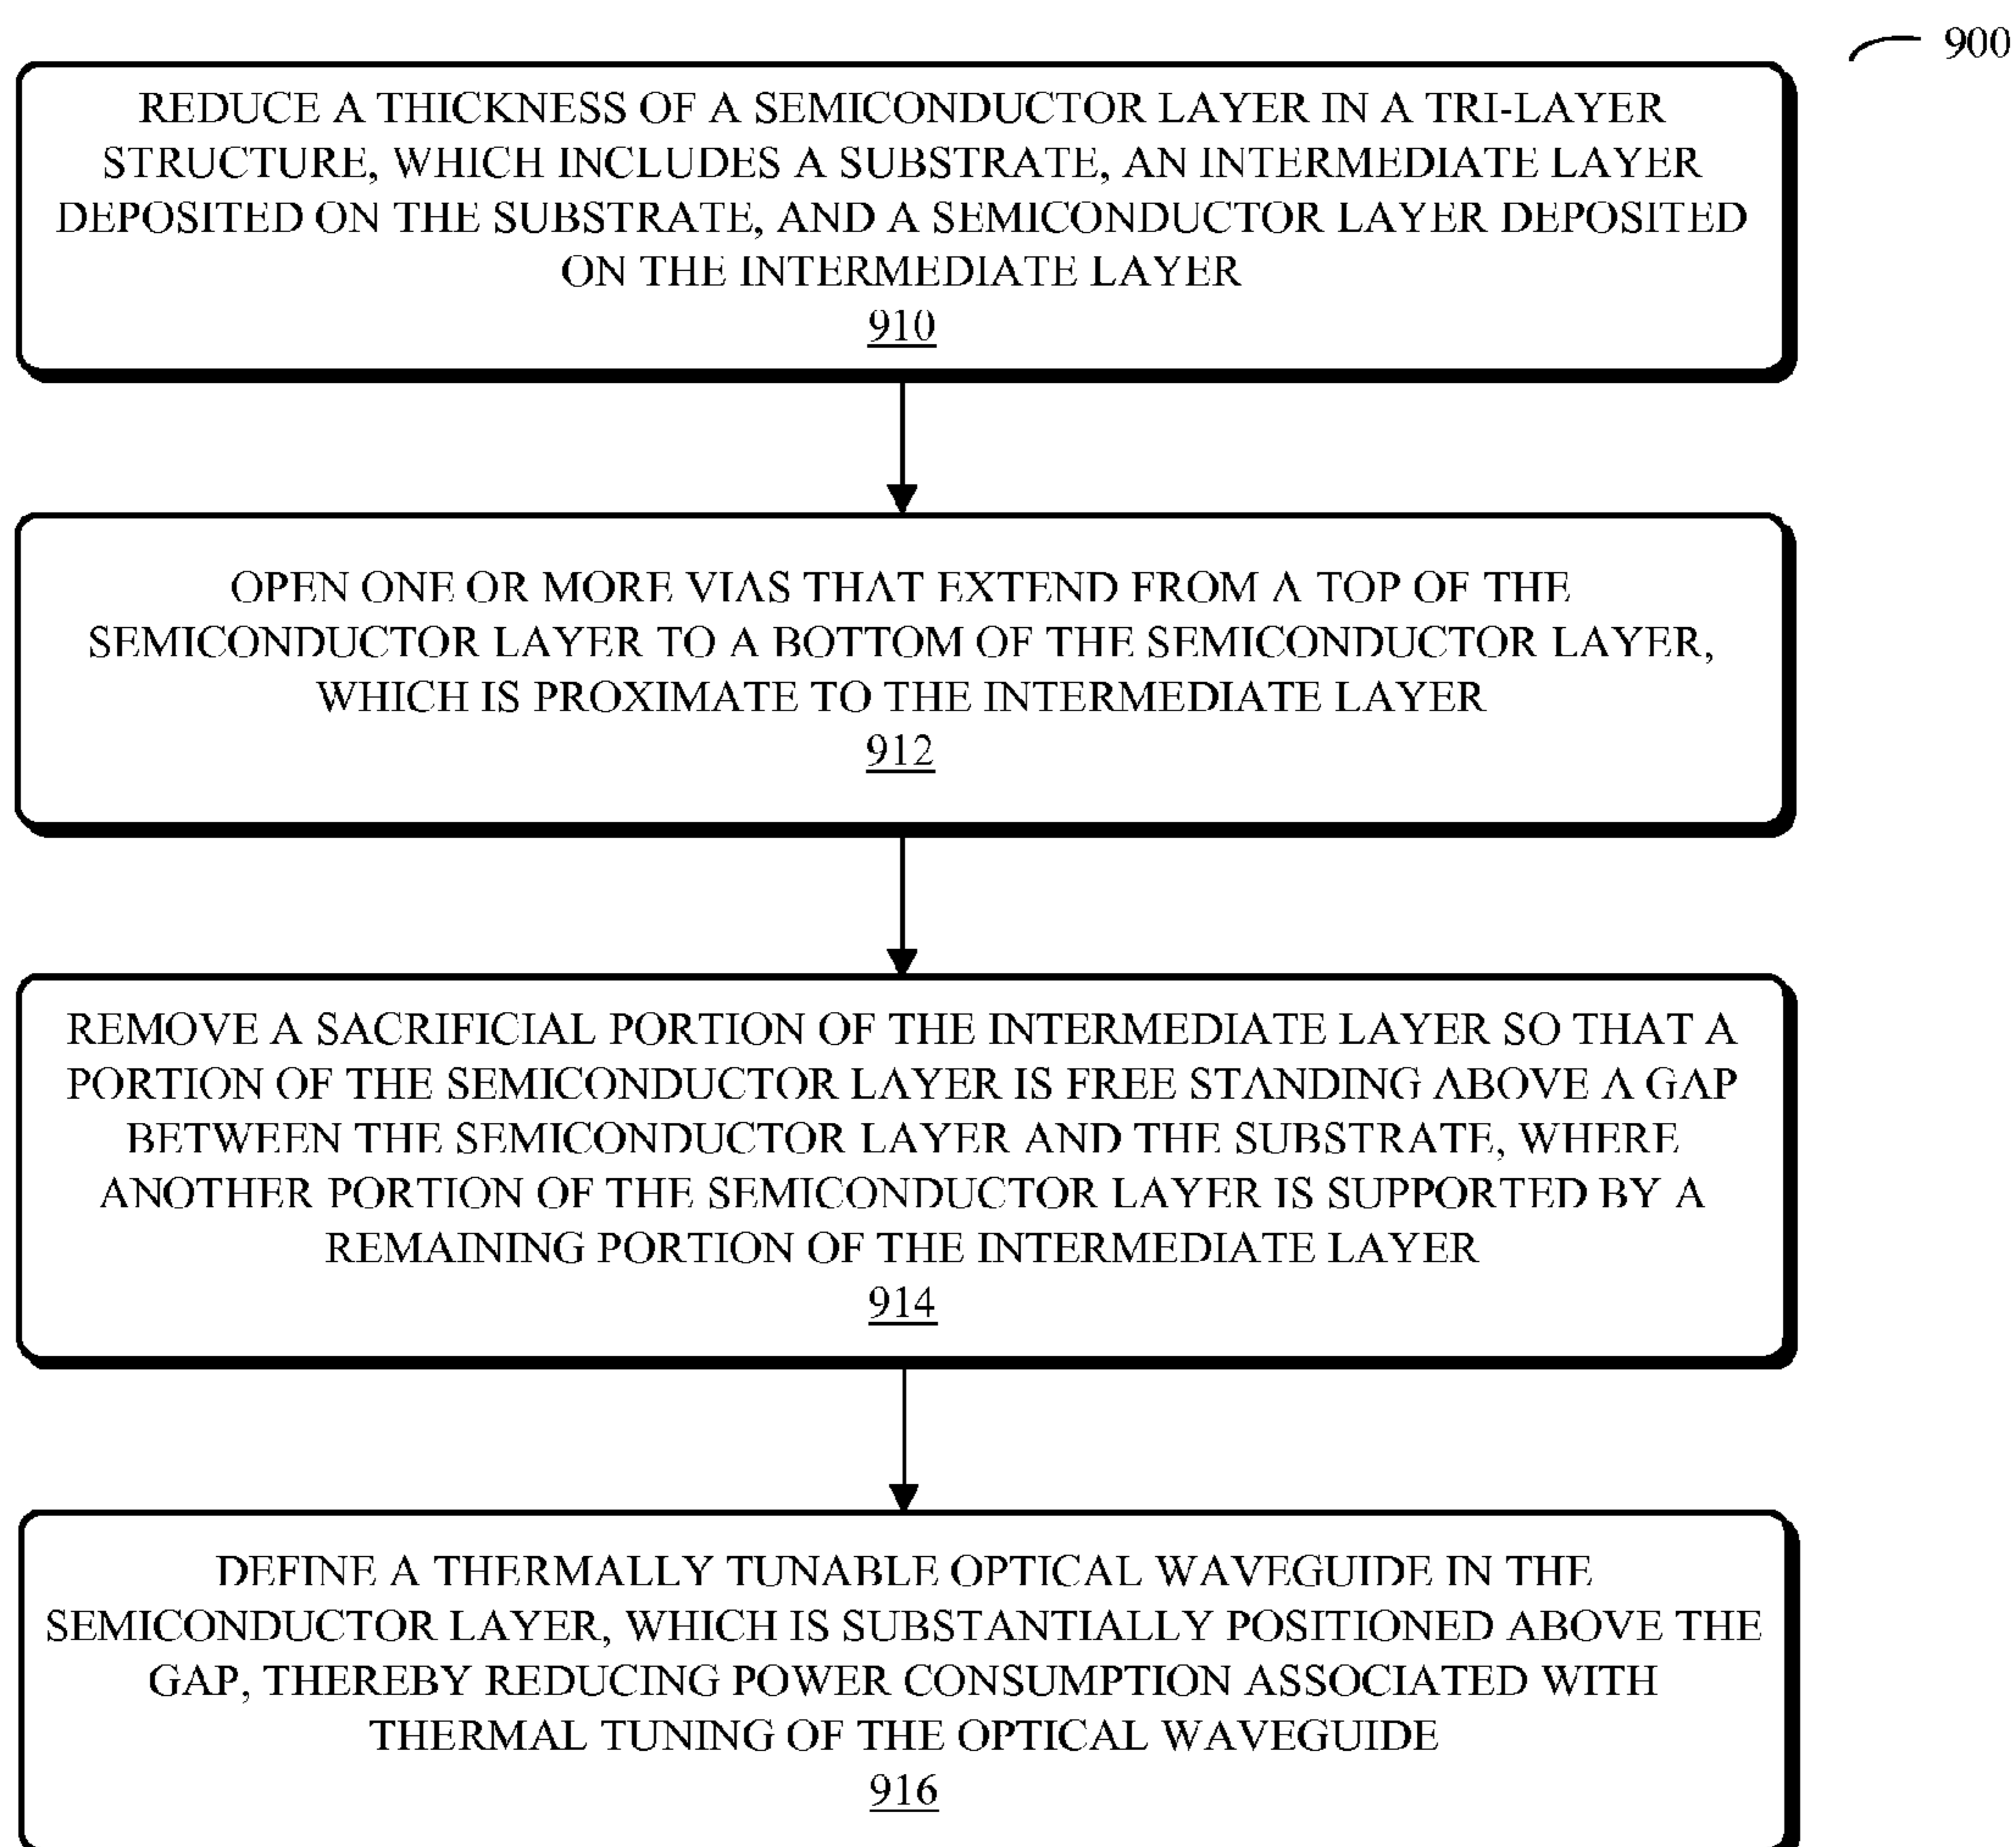 900
REDUCE A THICKNESS OF A SEMICONDUCTOR LAYER IN A TRI-LAYER
STRUCTURE, WHICH INCLUDES A SUBSTRATE, AN INTERMEDIATE LAYER
DEPOSITED ON THE SUBSTRATE, AND A SEMICONDUCTOR LAYER DEPOSITED
ON THE INTERMEDIATE LAYER
910
OPEN ONE OR MORE VIAS THAT EXTEND FROM A TOP OF THE
SEMICONDUCTOR LAYER TO A BOTTOM OF THE SEMICONDUCTOR LAYER,
WHICH IS PROXIMATE TO THE INTERMEDIATE LAYER
912
REMOVE A SACRIFICIAL PORTION OF THE INTERMEDIATE LAYER SO THAT A
PORTION OF THE SEMICONDUCTOR LAYER IS FREE STANDING ABOVE A GAP
BETWEEN THE SEMICONDUCTOR LAYER AND THE SUBSTRATE, WHERE
ANOTHER PORTION OF THE SEMICONDUCTOR LAYER IS SUPPORTED BY A
REMAINING PORTION OF THE INTERMEDIATE LAYER
914
DEFINE A THERMALLY TUNABLE OPTICAL WAVEGUIDE IN THE
SEMICONDUCTOR LAYER, WHICH IS SUBSTANTIALLY POSITIONED ABOVE THE
GAP, THEREBY REDUCING POWER CONSUMPTION ASSOCIATED WITH
THERMAL TUNING OF THE OPTICAL WAVEGUIDE
916